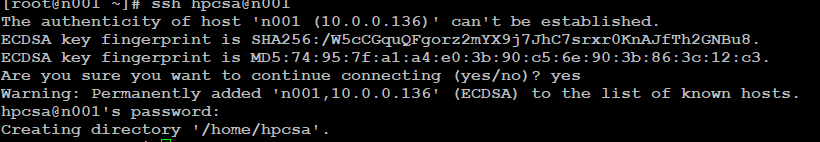 [root@n001 ~]# ssh hpcsa@n001
The authenticity of host 'n001 (10.0.0.136)' can't be established.
ECDSA key fingerprint is SHA256:/W5cCGquQFgorz2mYX9j7JhC7srxr0KnAJfTh2GNBu8.
ECDSA key fingerprint is MD5:74:95:7f:a1:a4:e0:3b:90:c5:6e:90:3b:86:3c:12:c3.
Are you sure you want to continue connecting (yes/no)? yes
Warning: Permanently added 'n001,10.0.0.136' (ECDSA) to the list of known hosts.
hpcsa@n001's password:
Creating directory '/home/hpcsa'.